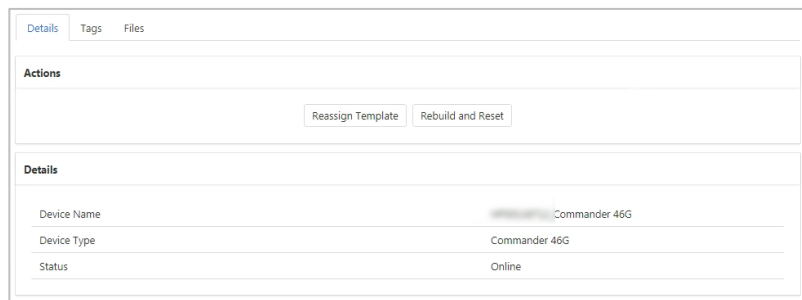 Details Tags Files
Actions
Reassign Template Rebuild and Reset
Details
Device Name Commander 46G
Device Type Commander 46G
Status Online